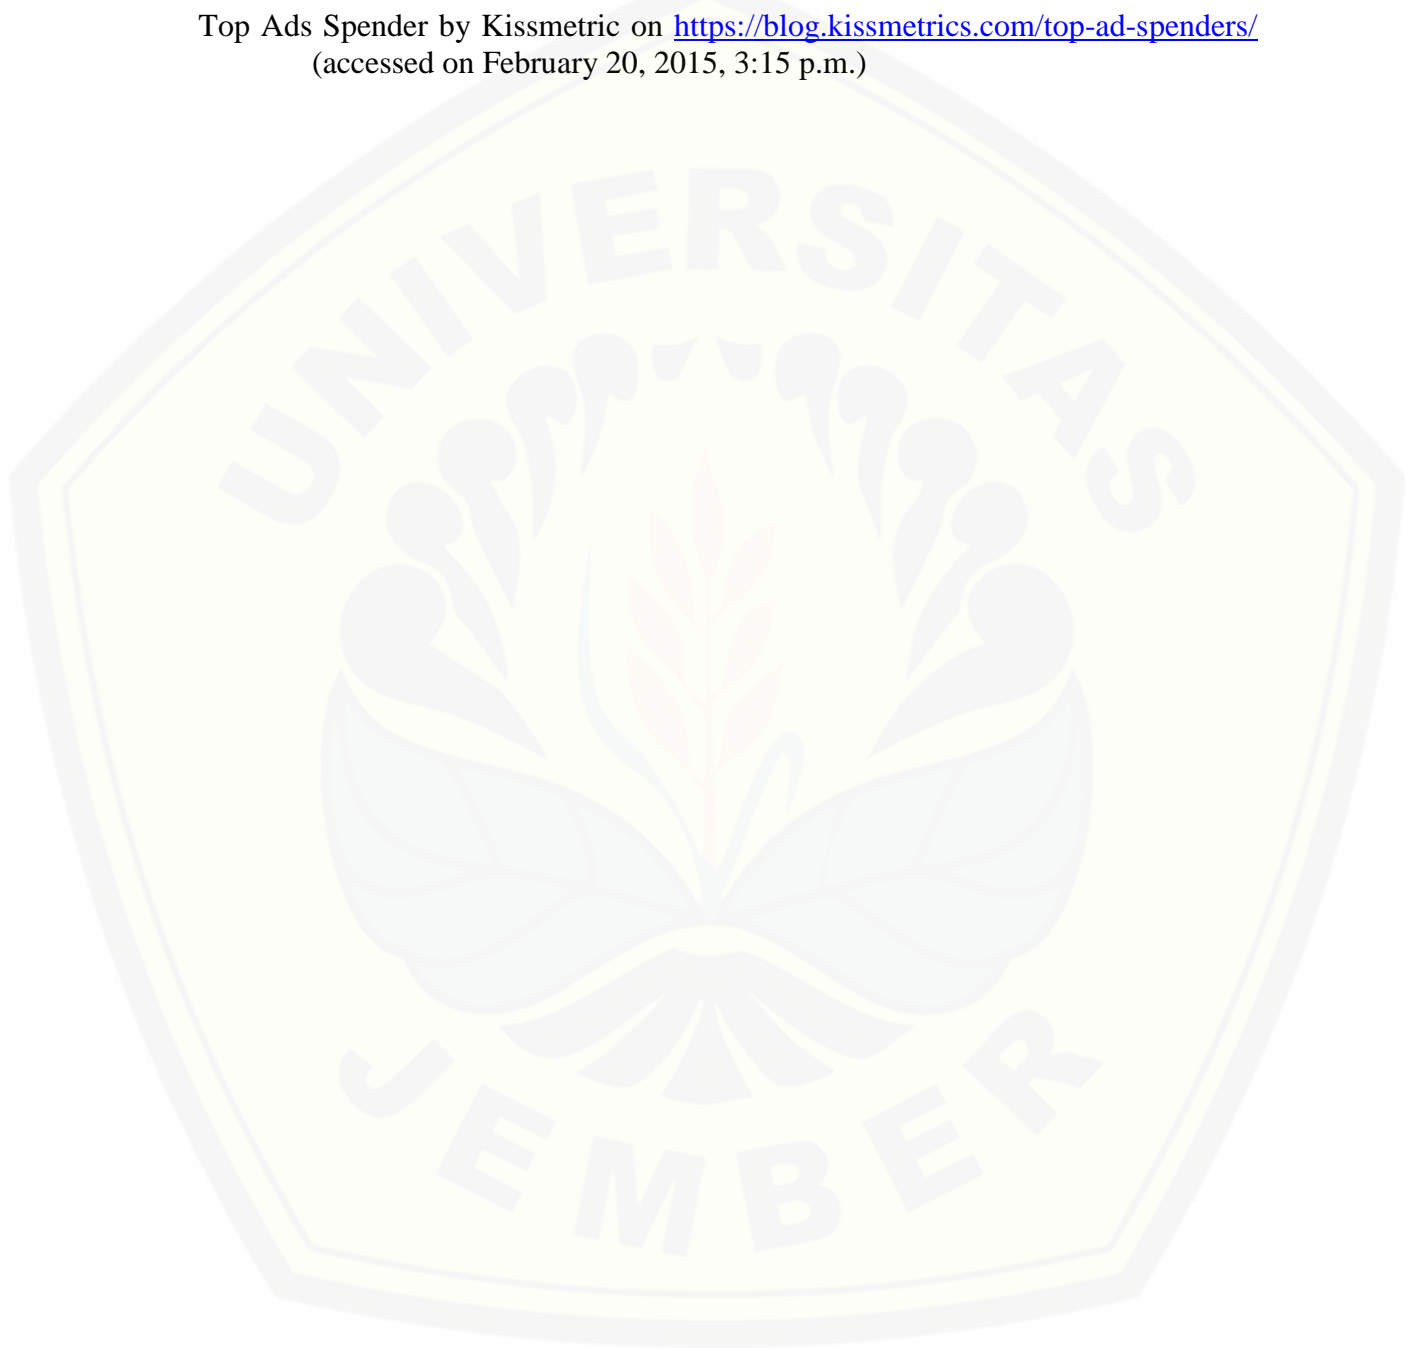 Top Ads Spender by Kissmetric on https://blog.kissmetrics.com/top-ad-spenders/
(accessed on February 20, 2015, 3:15 p.m.)
UNIVERSITAS
JEMBER